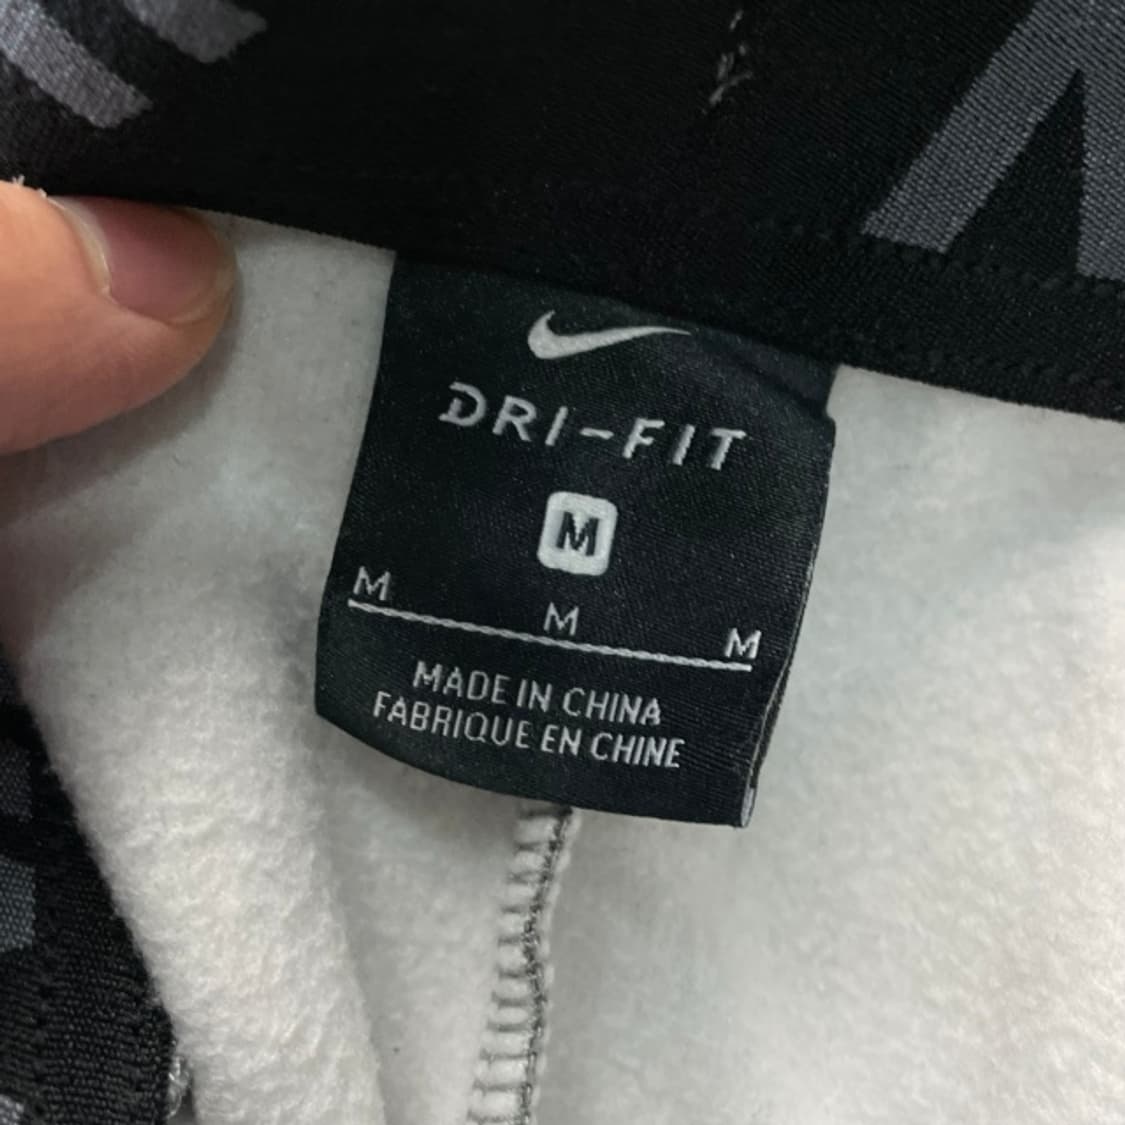 DRI-FIT
M
M M M
MADE IN CHINA
FABRIQUE EN CHINE